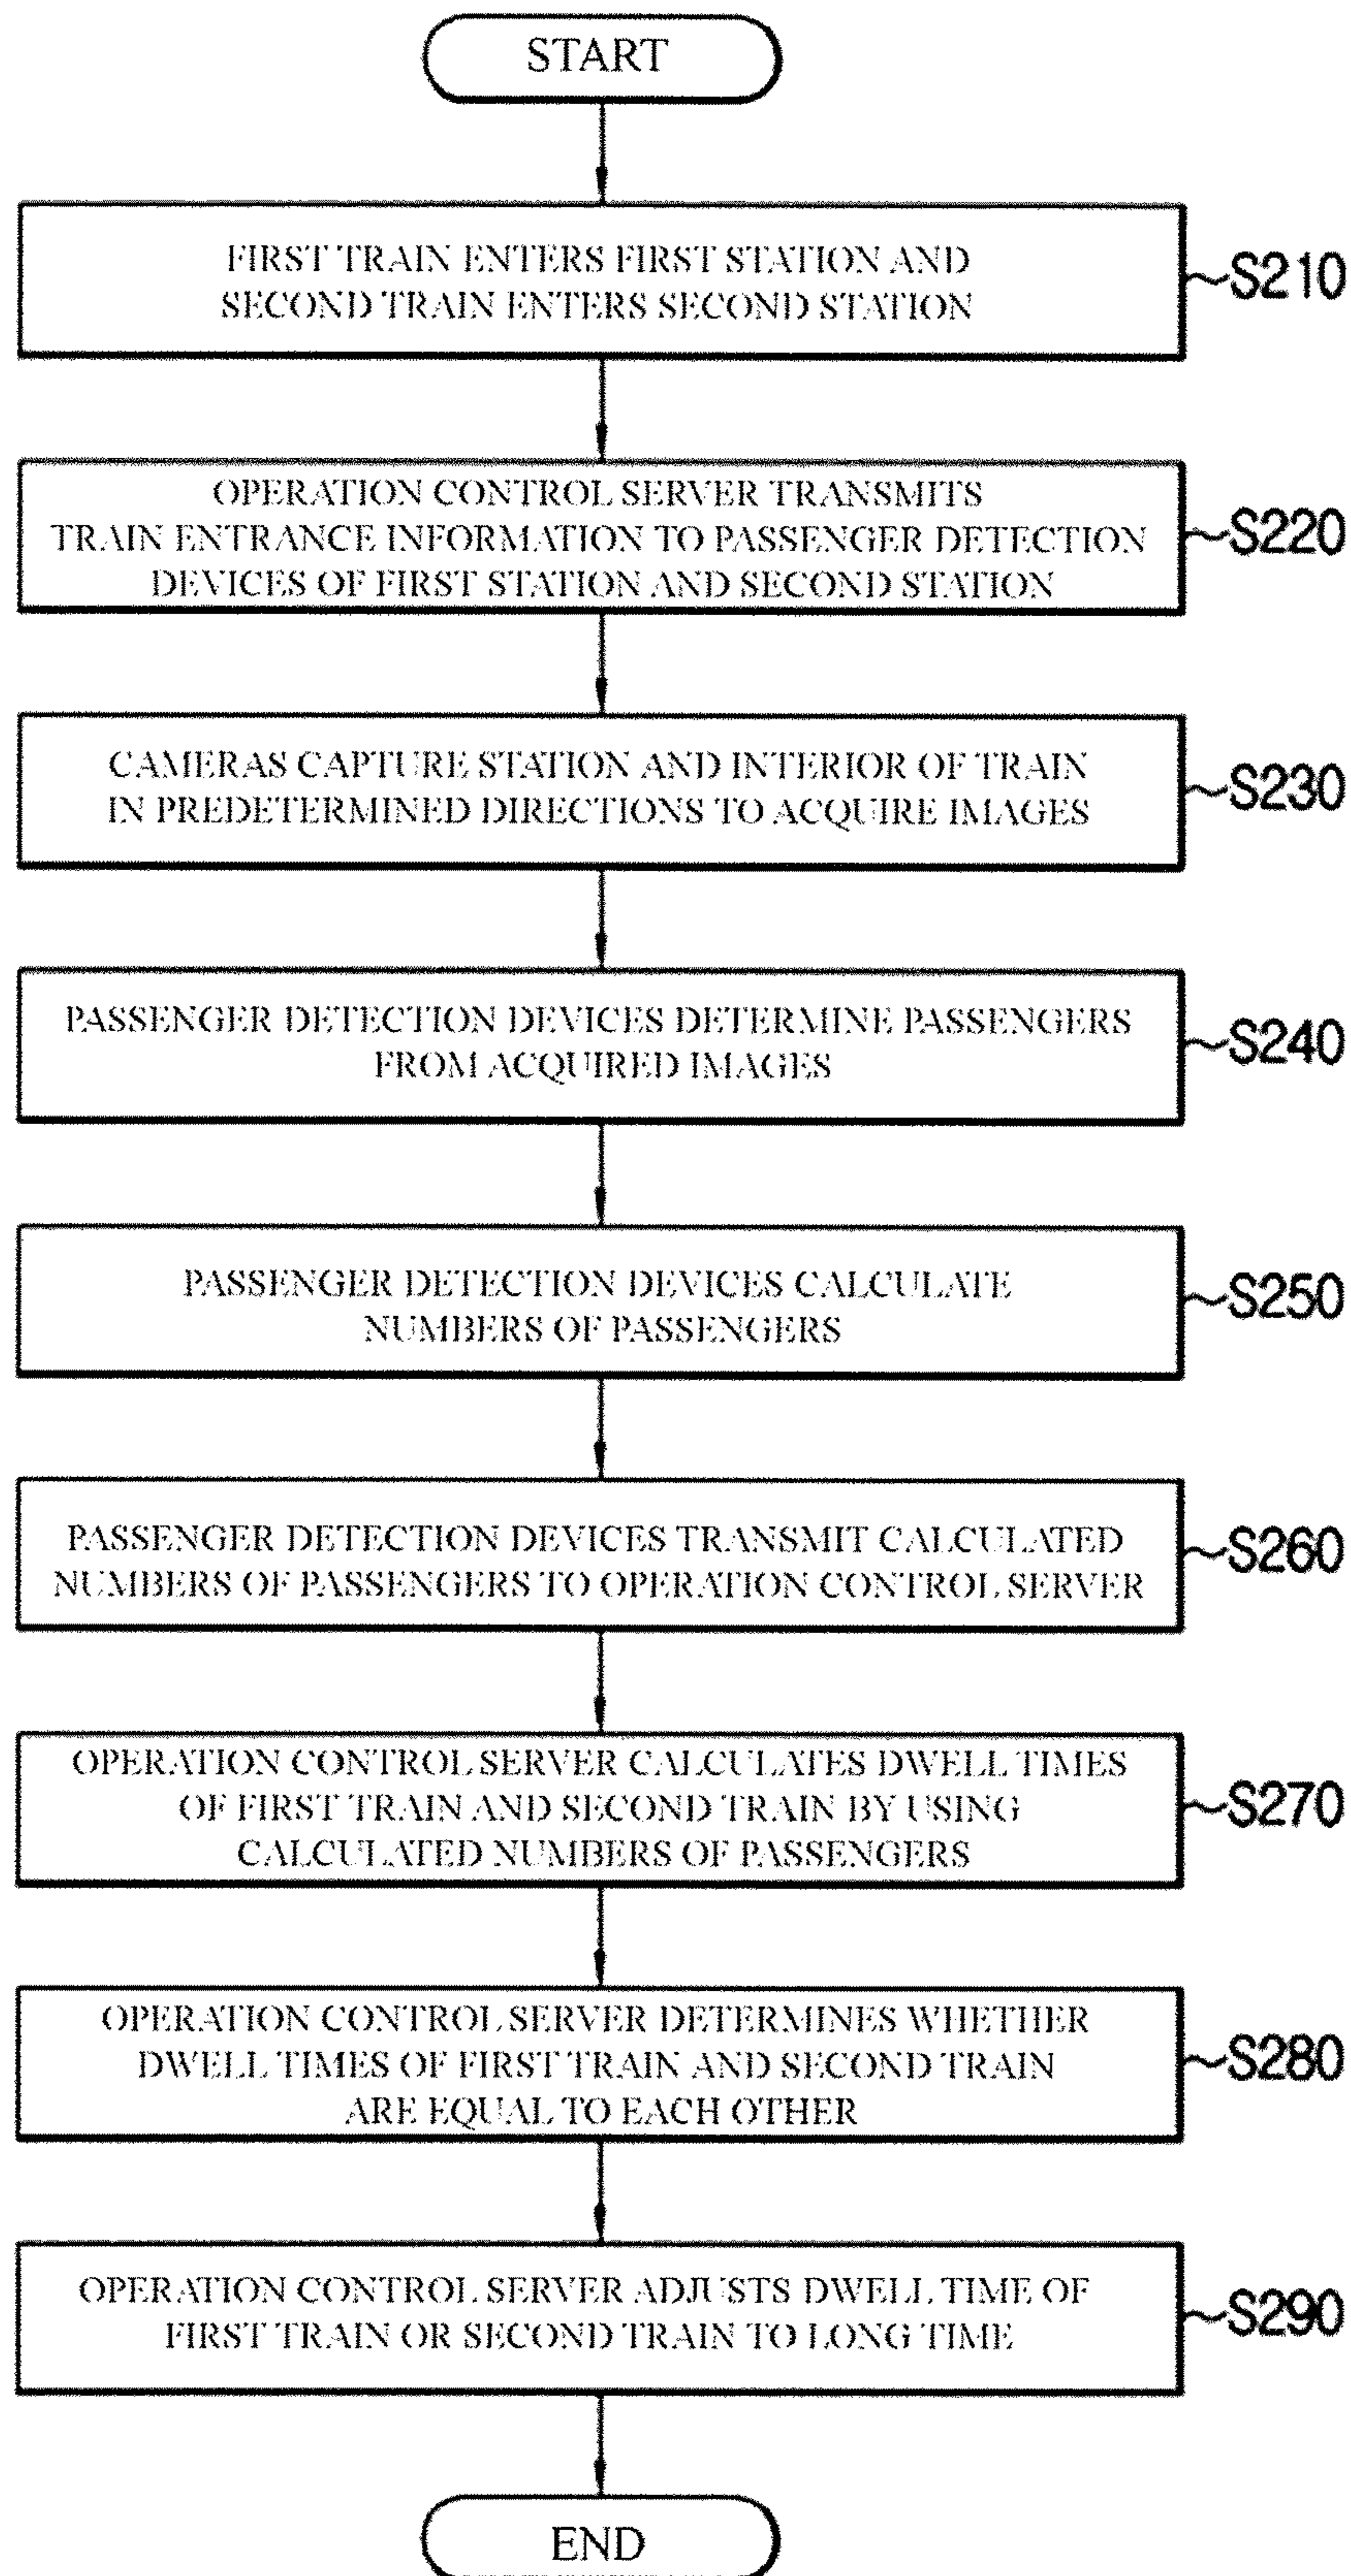 START
FIRST TRAIN ENTERS FIRST STATION AND
SECOND TRAIN ENTERS SECOND STATION
S210
OPERATION CONTROL SERVER TRANSMITS
TRAIN ENTRANCE INFORMATION TO PASSENGER DETECTION
DEVICES OF FIRST STATION AND SECOND STATION
S220
CAMERAS CAPTURE STATION AND INTERIOR OF TRAIN
IN PREDETERMINED DIRECTIONS TO ACQUIRE IMAGES
S230
PASSENGER DETECTION DEVICES DETERMINE PASSENGERS
FROM ACQUIRED IMAGES
S240
PASSENGER DETECTION DEVICES CALCULATE
NUMBERS OF PASSENGERS
S250
PASSENGER DETECTION DEVICES TRANSMIT CALCULATED
NUMBERS OF PASSENGERS TO OPERATION CONTROL SERVER
S260
OPERATION CONTROL SERVER CALCULATES DWELL TIMES
OF FIRST TRAIN AND SECOND TRAIN BY USING
CALCULATED NUMBERS OF PASSENGERS
S270
OPERATION CONTROL SERVER DETERMINES WHETHER
DWELL TIMES OF FIRST TRAIN AND SECOND TRAIN
ARE EQUAL TO EACH OTHER
S280
OPERATION CONTROL SERVER ADJUSTS DWELL TIME OF
FIRST TRAIN OR SECOND TRAIN TO LONG TIME
S290
END